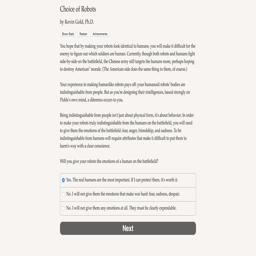 Choice of Robots
by Kevin Gold, Ph.D.
Show Stats Restart Achievements
You hope that by making your robots look identical to humans, you will make it difficult for the
enemy to figure out which soldiers are human. Currently, though both robots and humans fight
side-by-side on the battlefield, the Chinese army still targets the humans more, perhaps hoping
to destroy Americans' morale. (The American side does the same thing to them, of course.)
Your experience in making humanlike robots pays off: your humanoid robots' bodies are
indistinguishable from people. But as you're designing their intelligence, based strongly on
own mind, a dilemma occurs to you.
Being indistinguishable from people isn't just about physical form, it's about behavior. In order
to make your robots truly indistinguishable from the humans on the battlefield, you will need
to give them the emotions of the battlefield: fear, anger, friendship, and sadness. To be
indistinguishable from humans will require attributes that make it difficult to put them in
harm's way with a clear conscience.
Will you give your robots the emotions of a human on the battlefield?
Yes. The real humans are the most important. If I can protect them, it's worth it.
No. I will not give them the emotions that make war hard: fear, sadness, despair.
No. I will not give them any emotions at all. They must be clearly expendable.
Next